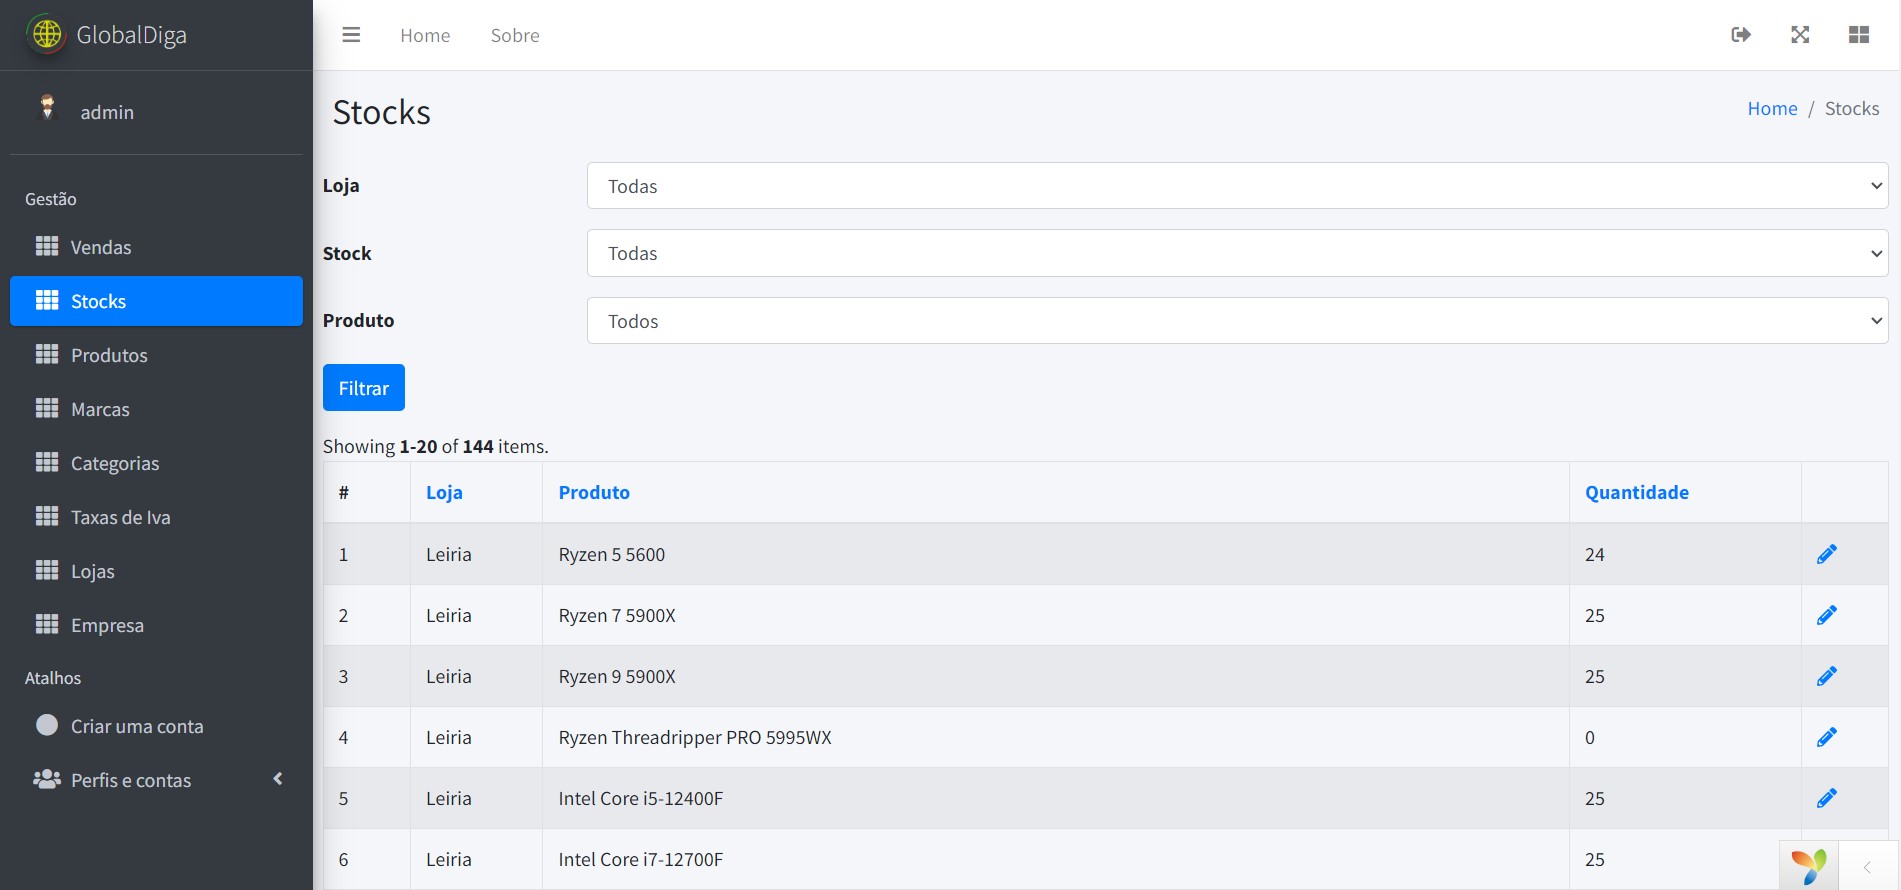 GlobalDiga
Home Sobre
admin
Stocks
Home / Stocks
Gestão
Vendas
Stocks
Produtos
Marcas
Categorias
Taxas de Iva
Lojas
Empresa
Atalhos
Criar uma conta
Perfis e contas
Loja Todas
Stock Todas
Produto Todos
Filtrar
Showing 1-20 of 144 items.
# Loja Produto Quantidade
1 Leiria Ryzen 5 5600 24
2 Leiria Ryzen 7 5900X 25
3 Leiria Ryzen 9 5900X 25
4 Leiria Ryzen Threadripper PRO 5995WX 0
5 Leiria Intel Core i5-12400F 25
6 Leiria Intel Core i7-12700F 25